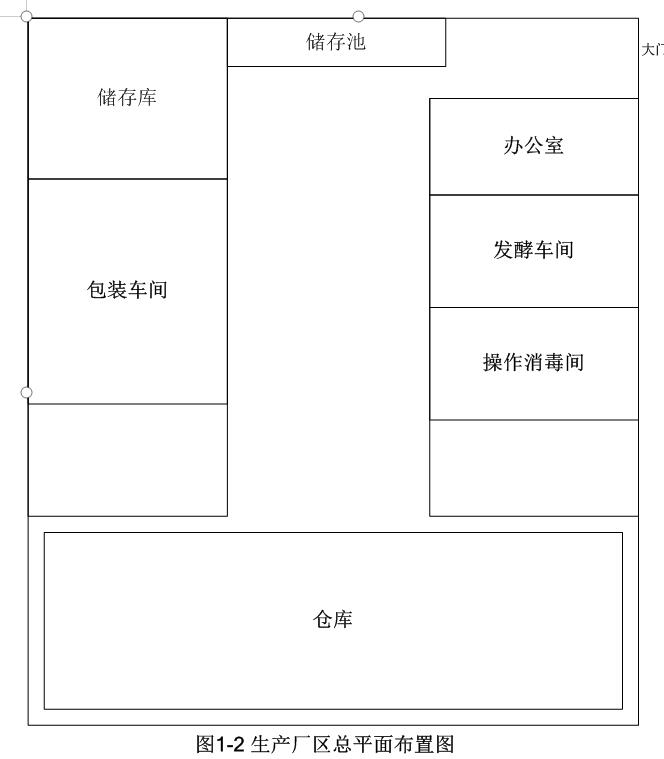 储存池
大门
储存库
办公室
发酵车间
包装车间
操作消毒间
仓库
图1-2 生产厂区总平面布置图